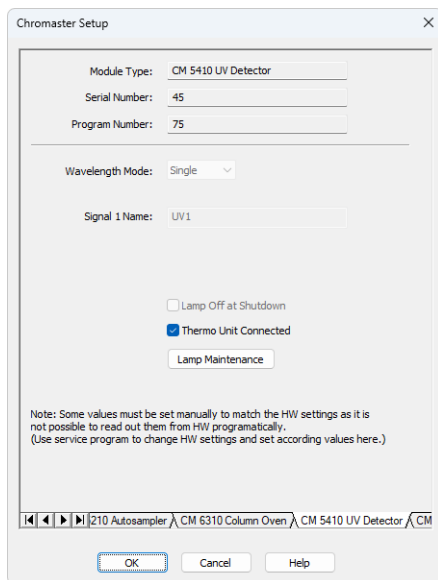 Chromaster Setup
Module Type: CM 5410 UV Detector
Serial Number: 45
Program Number: 75
Wavelength Mode: Single
Signal 1 Name: UV1
Lamp Off at Shutdown
Thermo Unit Connected
Lamp Maintenance
Note: Some values must be set manually to match the HW settings as it is
not possible to read out them from HW programatically.
(Use service program to change HW settings and set according values here.)
210 Autosampler CM 6310 Column Oven CM 5410 UV Detector CM
OK Cancel Help